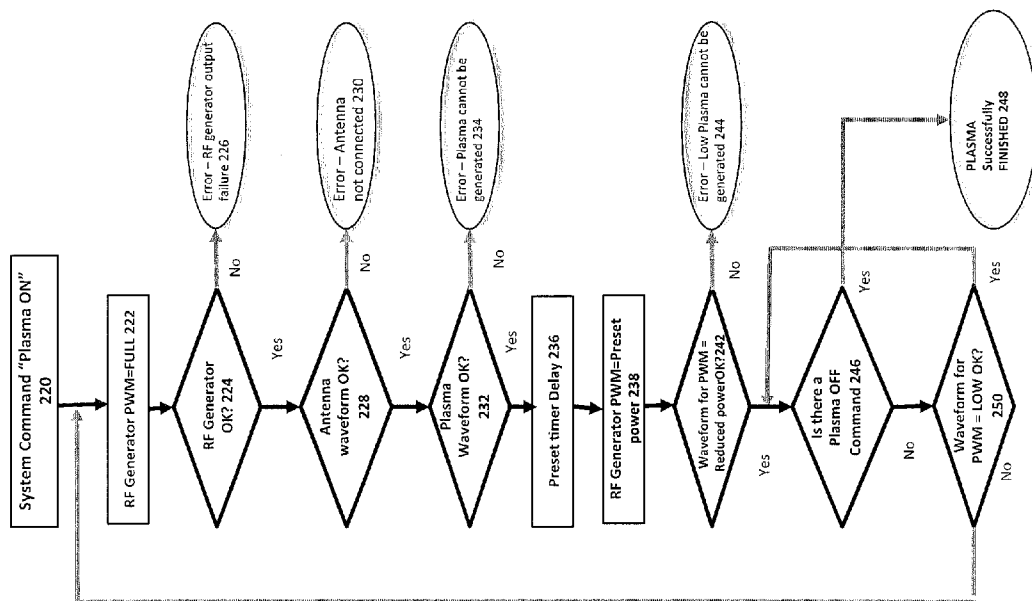 System Command "Plasma ON"
220
RF Generator PWM=FULL 222
RF Generator
OK? 224
No
Error – RF generator output
failure 226
Yes
Antenna
waveform OK?
228
No
Error – Antenna
not connected 230
Yes
Plasma
Waveform OK?
232
No
Error – Plasma cannot be
generated 234
Yes
Preset timer Delay 236
RF Generator PWM=Preset
power 238
Waveform for PWM =
Reduced powerOK?242
No
Error – Low Plasma cannot be
generated 244
Yes
Is there a
Plasma OFF
Command 246
Yes
PLASMA
Successfully
FINISHED 248
No
Waveform for
PWM = LOW OK?
250
Yes
No